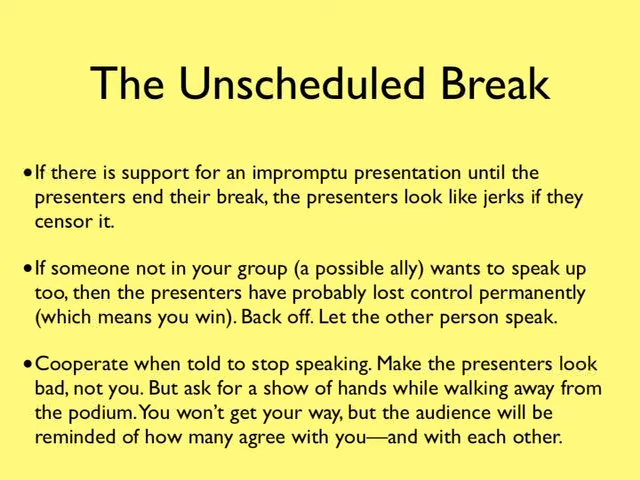 The Unscheduled Break
•If there is support for an impromptu presentation until the
presenters end their break, the presenters look like jerks if they
censor it.
•If someone not in your group (a possible ally) wants to speak up
too, then the presenters have probably lost control permanently
(which means you win). Back off. Let the other person speak.
•Cooperate when told to stop speaking. Make the presenters look
bad, not you. But ask for a show of hands while walking away from
the podium. You won’t get your way, but the audience will be
reminded of how many agree with you—and with each other.